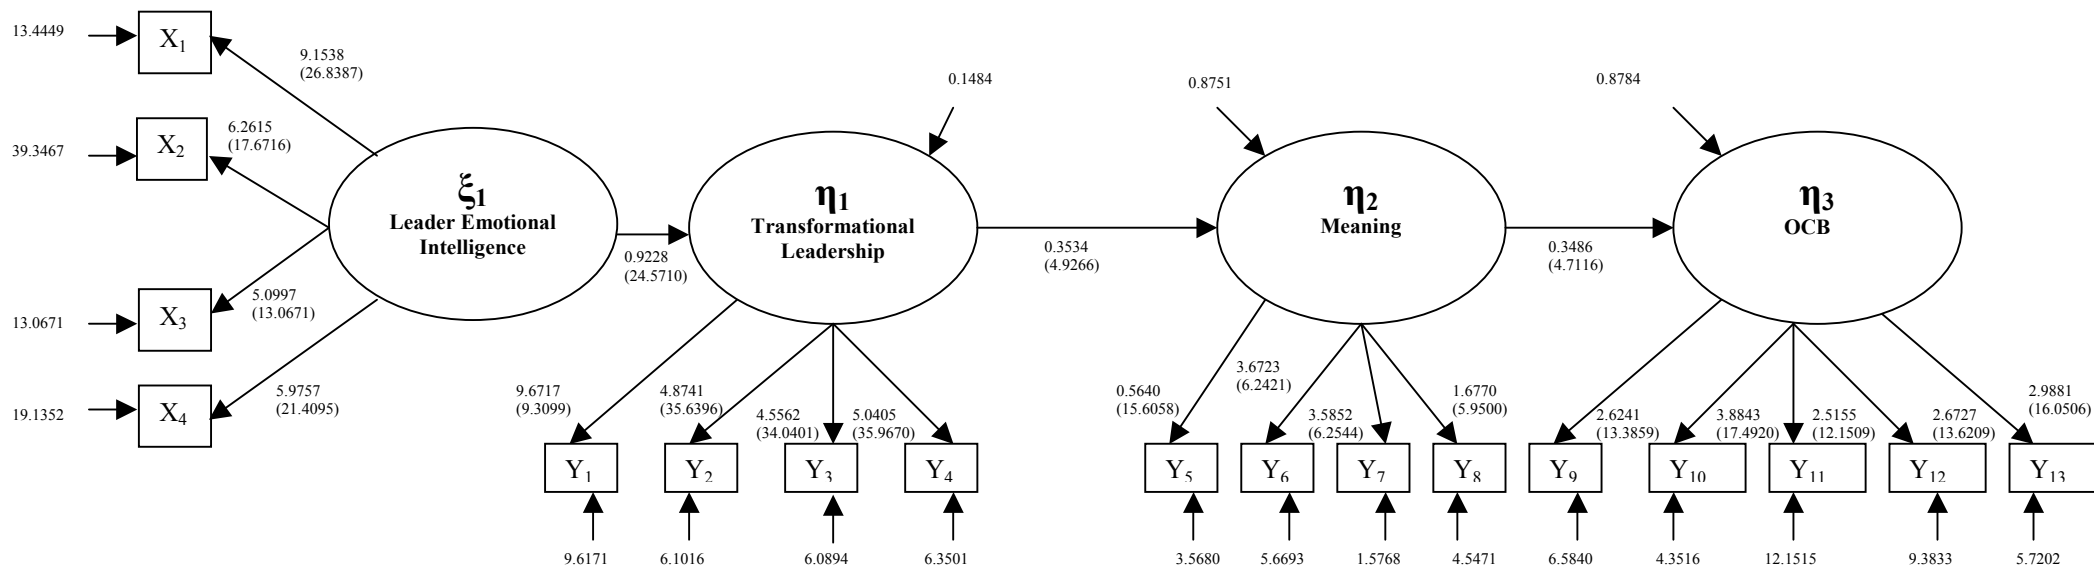 13.4449
X1
9.1538
(26.8387)
39.3467
X2
6.2615
(17.6716)
13.0671
X3
5.0997
(13.0671)
19.1352
X4
5.9757
(21.4095)
ξ1
Leader Emotional
Intelligence
0.9228
(24.5710)
0.1484
η1
Transformational
Leadership
0.3534
(4.9266)
0.8751
η2
Meaning
0.3486
(4.7116)
0.8784
η3
OCB
9.6717
(9.3099)
4.8741
(35.6396)
4.5562
(34.0401)
5.0405
(35.9670)
0.5640
(15.6058)
3.6723
(6.2421)
3.5852
(6.2544)
1.6770
(5.9500)
2.6241
(13.3859)
3.8843
(17.4920)
2.5155
(12.1509)
2.6727
(13.6209)
2.9881
(16.0506)
Y1
Y2
Y3
Y4
Y5
Y6
Y7
Y8
Y9
Y10
Y11
Y12
Y13
9.6171
6.1016
6.0894
6.3501
3.5680
5.6693
1.5768
4.5471
6.5840
4.3516
12.1515
9.3833
5.7202